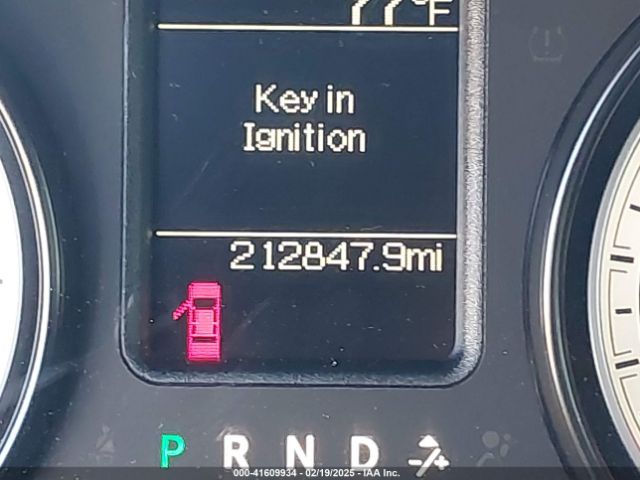 77°F
Key in
Ignition
212847.9mi
P R N D -/+
000-41609934 - 02/19/2025 - IAA Inc.